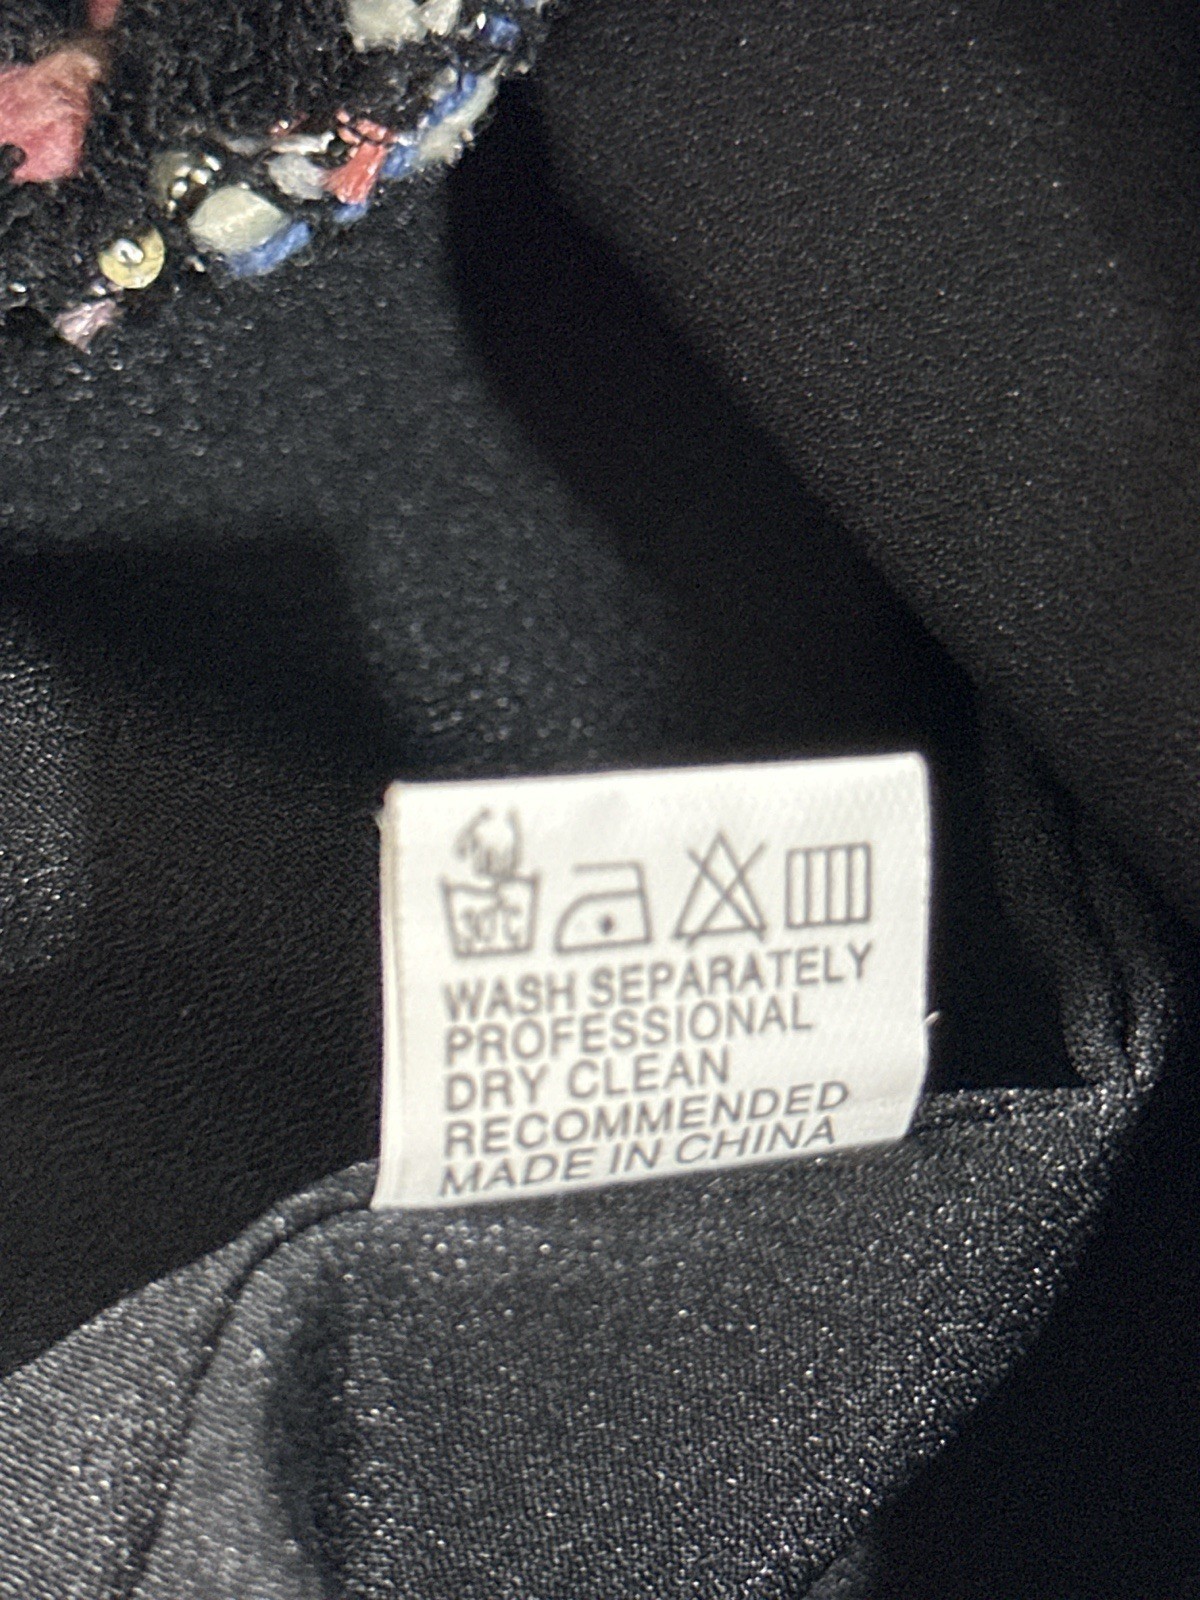 30°C
WASH SEPARATELY
PROFESSIONAL
DRY CLEAN
RECOMMENDED
MADE IN CHINA